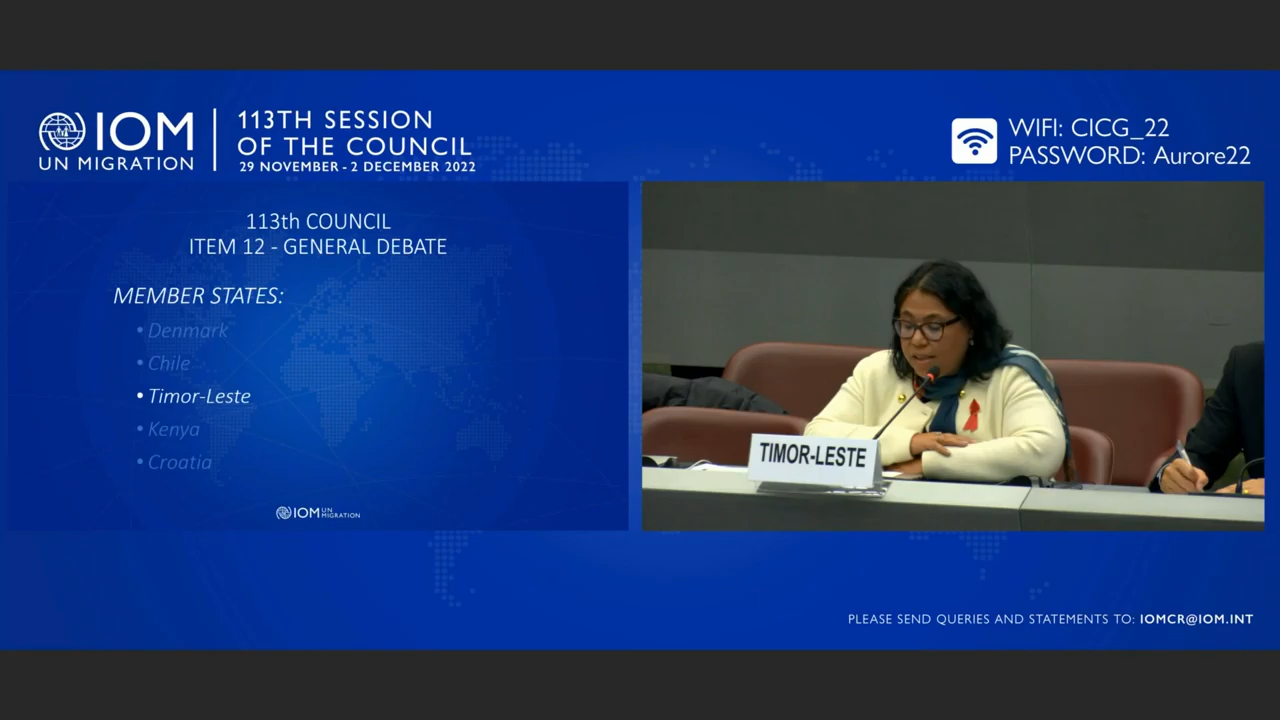 IOM
UN MIGRATION
113TH SESSION
OF THE COUNCIL
29 NOVEMBER - 2 DECEMBER 2022
WIFI: CICG_22
PASSWORD: Aurore22
113th COUNCIL
ITEM 12 - GENERAL DEBATE
MEMBER STATES:
• Denmark
• Chile
• Timor-Leste
• Kenya
• Croatia
IOM UN MIGRATION
TIMOR-LESTE
PLEASE SEND QUERIES AND STATEMENTS TO: IOMCR@IOM.INT